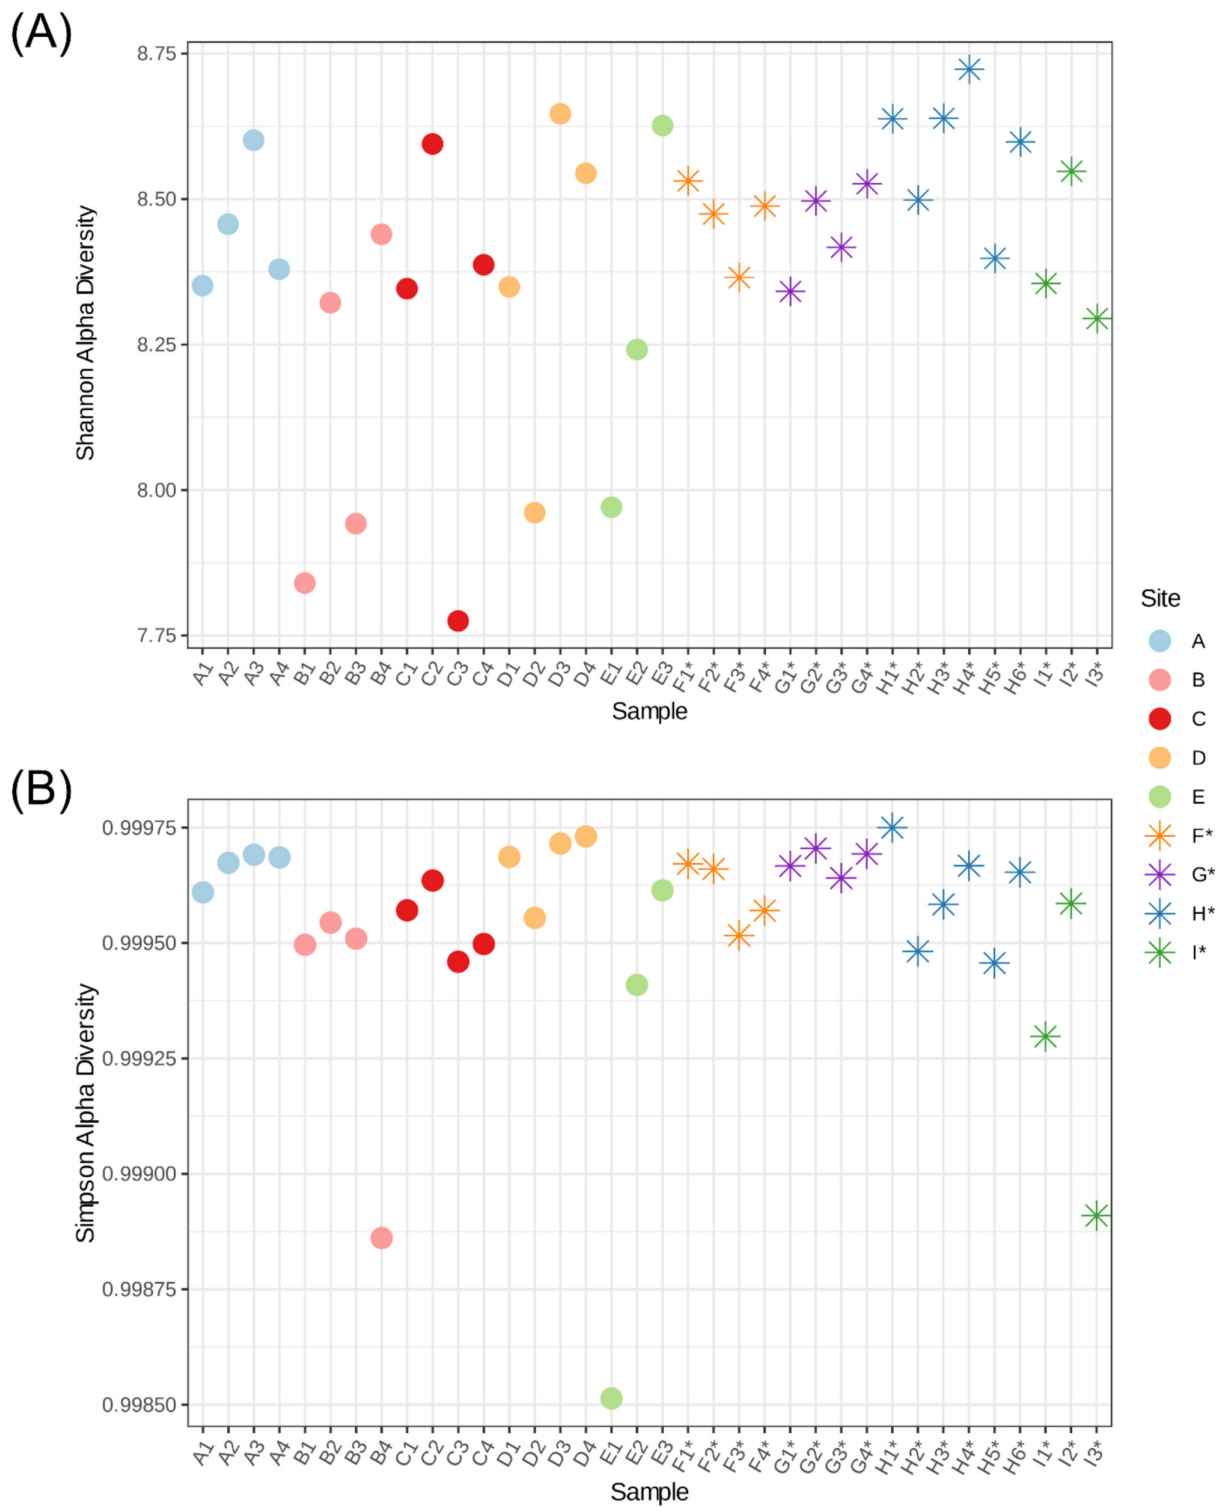 (A)
8.75
8.50
8.25
8.00
7.75
Shannon Alpha Diversity
A1 A2 A3 A4 B1 B2 B3 B4 C1 C2 C3 C4 D1 D2 D3 D4 E1 E2 E3 F1* F2* F3* F4* G1* G2* G3* G4* H1* H2* H3* H4* H5* H6* I1* I2* I3*
Sample
Site
A
B
C
D
E
F*
G*
H*
I*
(B)
0.99975
0.99950
0.99925
0.99900
0.99875
0.99850
Simpson Alpha Diversity
A1 A2 A3 A4 B1 B2 B3 B4 C1 C2 C3 C4 D1 D2 D3 D4 E1 E2 E3 F1* F2* F3* F4* G1* G2* G3* G4* H1* H2* H3* H4* H5* H6* I1* I2* I3*
Sample